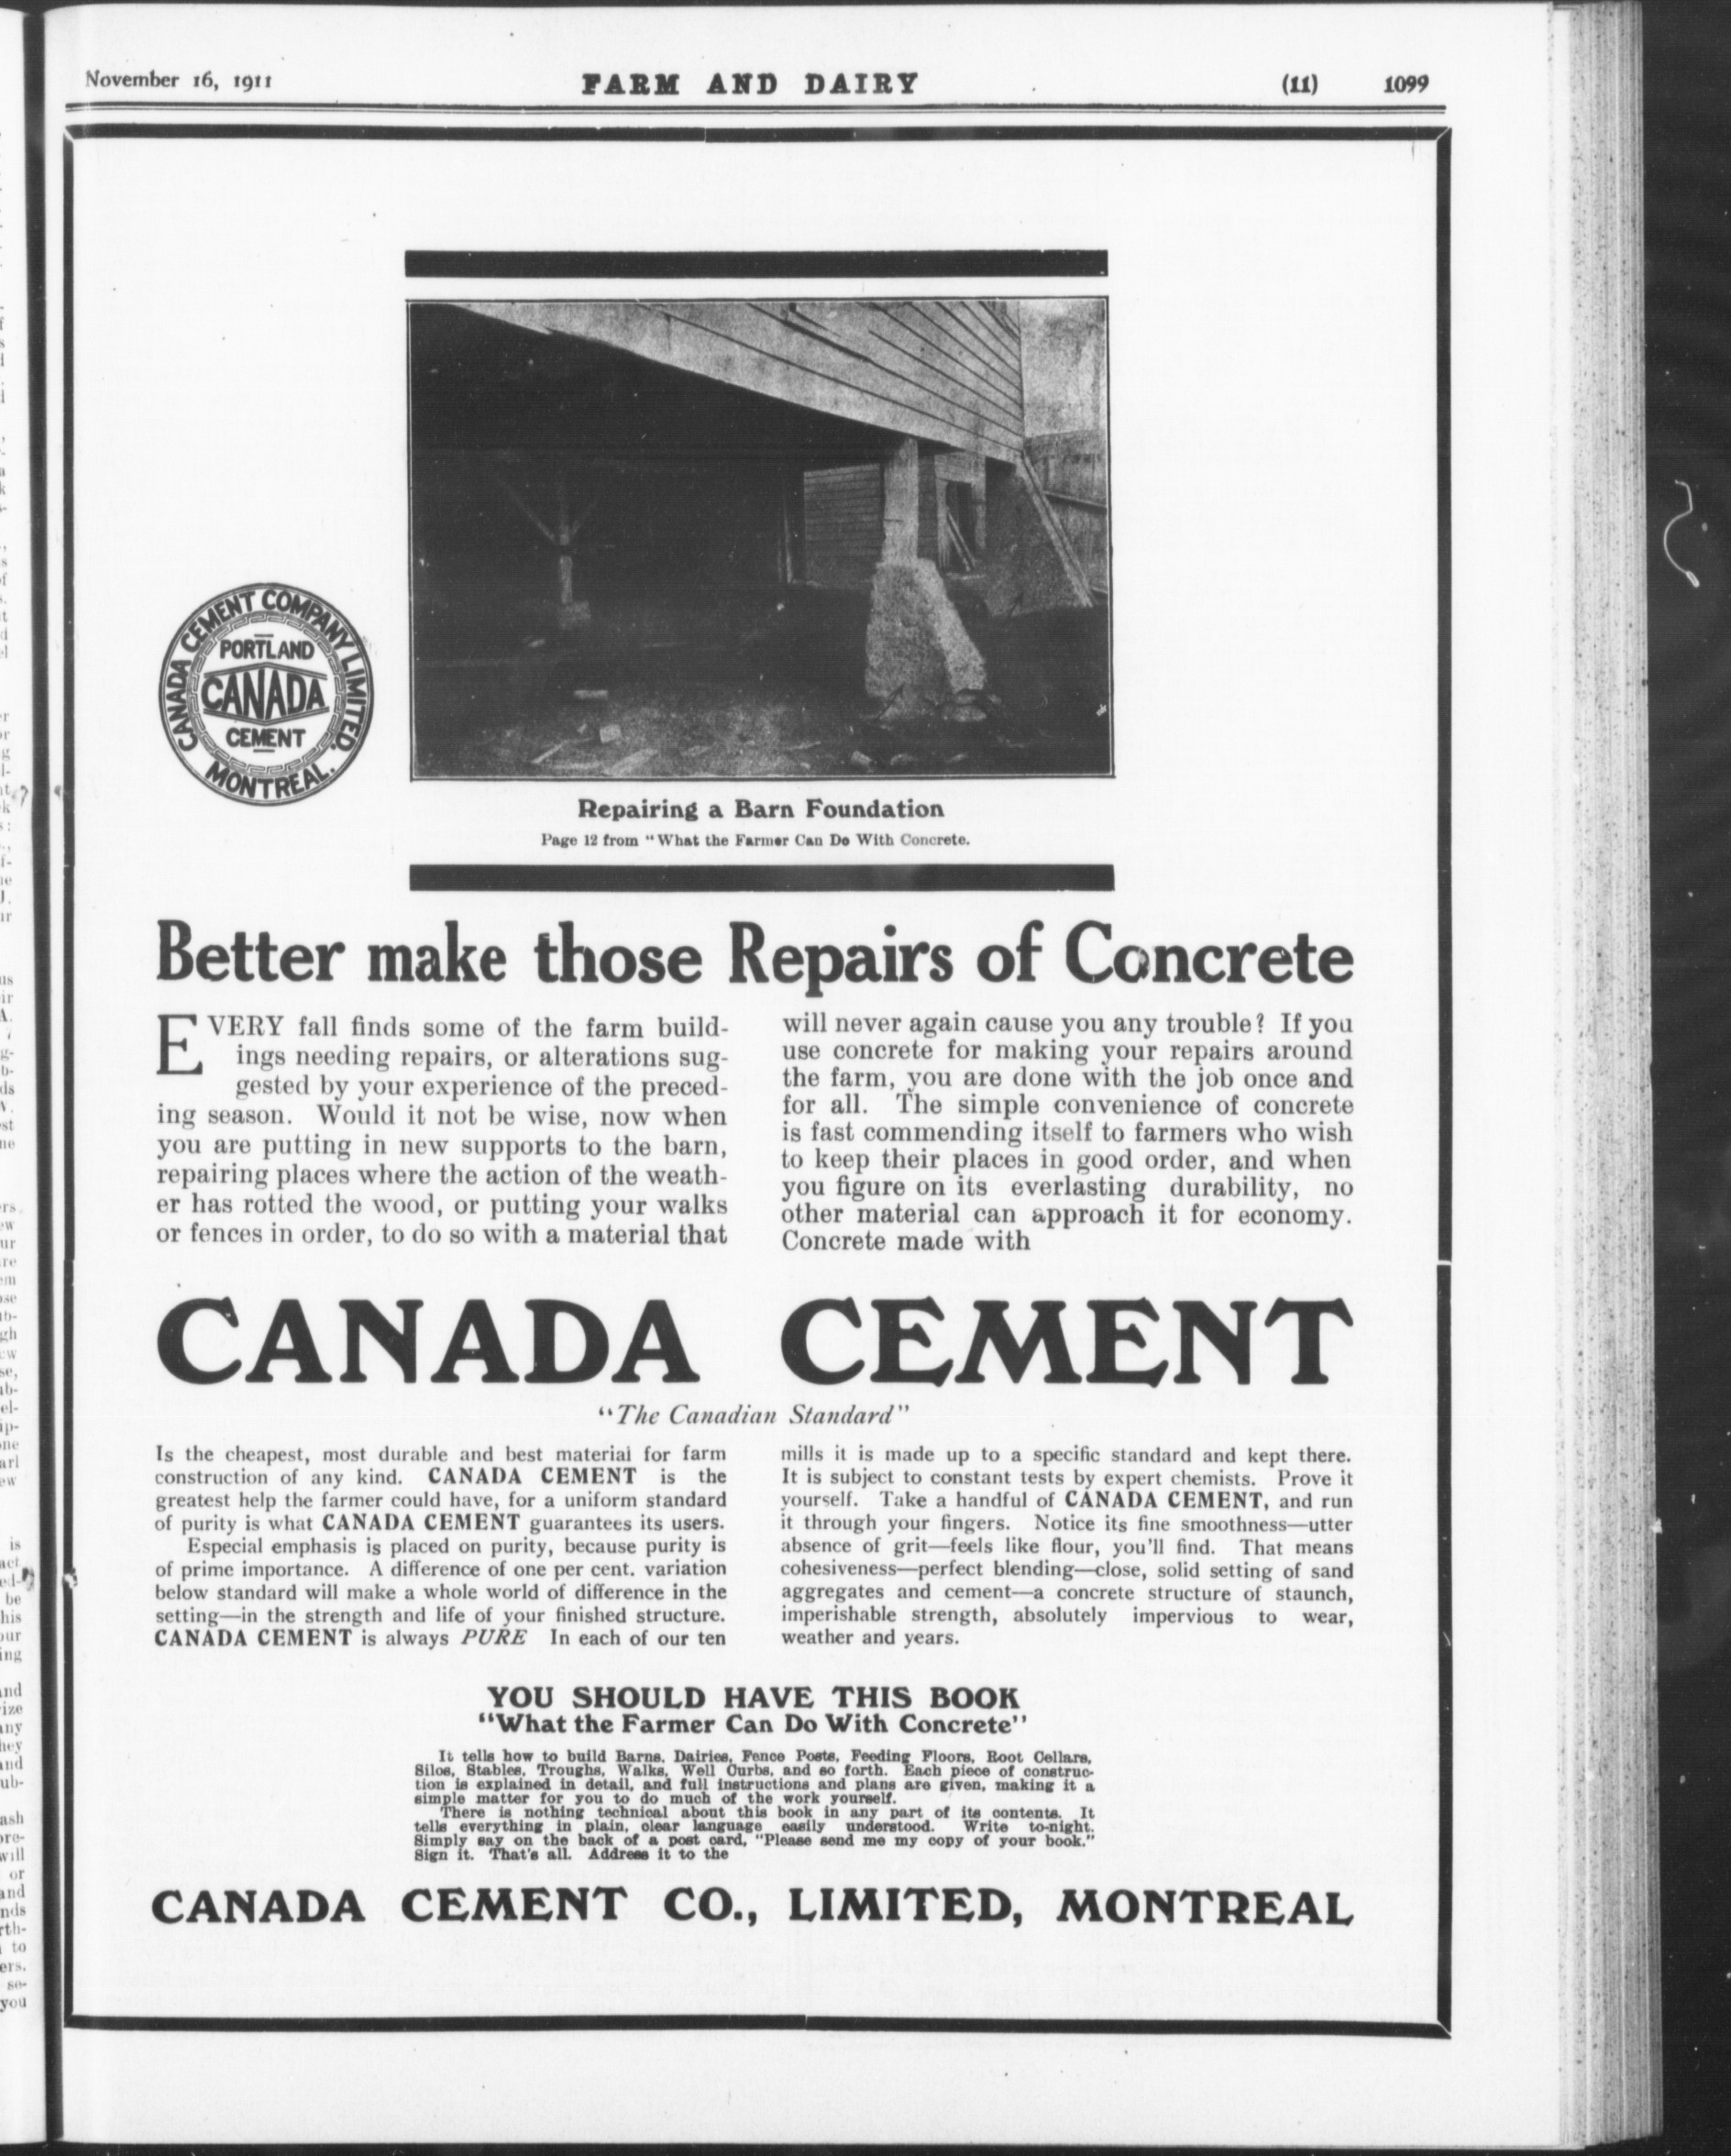 November 16, 1911 FARM AND DAIRY (11) 1099
CANADA CEMENT COMPANY LIMITED.
PORTLAND
CANADA
CEMENT
MONTREAL.
Repairing a Barn Foundation
Page 12 from "What the Farmer Can Do With Concrete.
Better make those Repairs of Concrete
EVERY fall finds some of the farm build-
ings needing repairs, or alterations sug-
gested by your experience of the preced-
ing season. Would it not be wise, now when
you are putting in new supports to the barn,
repairing places where the action of the weath-
er has rotted the wood, or putting your walks
or fences in order, to do so with a material that
will never again cause you any trouble? If you
use concrete for making your repairs around
the farm, you are done with the job once and
for all. The simple convenience of concrete
is fast commending itself to farmers who wish
to keep their places in good order, and when
you figure on its everlasting durability, no
other material can approach it for economy.
Concrete made with
CANADA CEMENT
"The Canadian Standard"
Is the cheapest, most durable and best material for farm
construction of any kind. CANADA CEMENT is the
greatest help the farmer could have, for a uniform standard
of purity is what CANADA CEMENT guarantees its users.
Especial emphasis is placed on purity, because purity is
of prime importance. A difference of one per cent. variation
below standard will make a whole world of difference in the
setting—in the strength and life of your finished structure.
CANADA CEMENT is always PURE In each of our ten
mills it is made up to a specific standard and kept there.
It is subject to constant tests by expert chemists. Prove it
yourself. Take a handful of CANADA CEMENT, and run
it through your fingers. Notice its fine smoothness—utter
absence of grit—feels like flour, you'll find. That means
cohesiveness—perfect blending—close, solid setting of sand
aggregates and cement—a concrete structure of staunch,
imperishable strength, absolutely impervious to wear,
weather and years.
YOU SHOULD HAVE THIS BOOK
"What the Farmer Can Do With Concrete"
It tells how to build Barns, Dairies, Fence Posts, Feeding Floors, Root Cellars,
Silos, Stables, Troughs, Walks, Well Curbs, and so forth. Each piece of construc-
tion is explained in detail, and full instructions and plans are given, making it a
simple matter for you to do much of the work yourself.
There is nothing technical about this book in any part of its contents. It
tells everything in plain, clear language easily understood. Write to-night.
Simply say on the back of a post card, "Please send me my copy of your book."
Sign it. That's all. Address it to the
CANADA CEMENT CO., LIMITED, MONTREAL